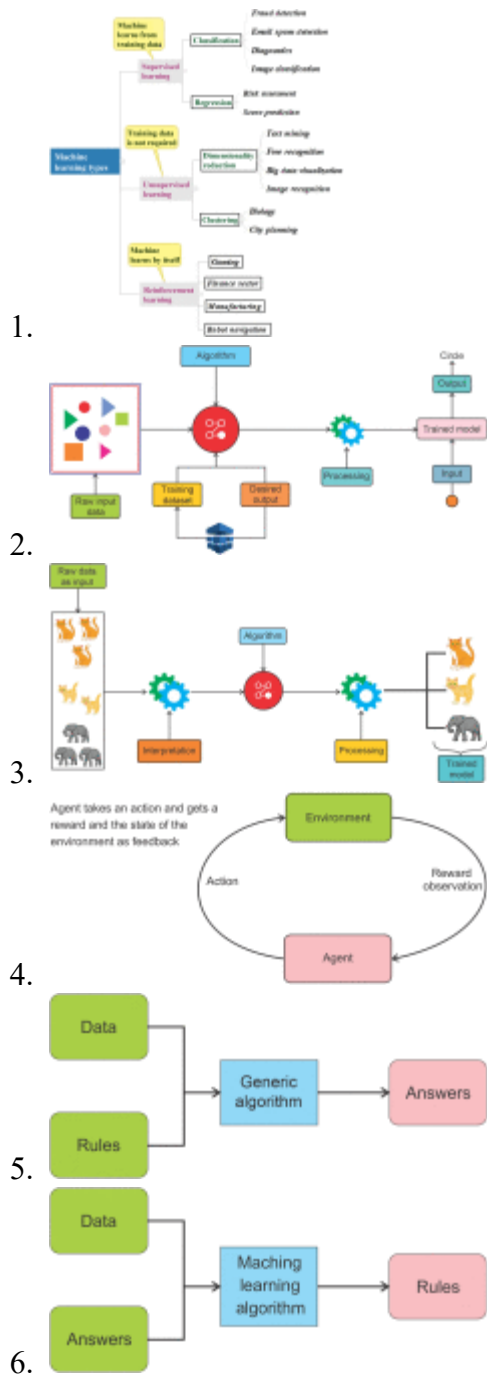 Machine
learns from
training data
Supervised
learning
Classification
Fraud detection
Email spam detection
Diagnostics
Image classification
Regression
Risk assessment
Score prediction
Machine
learning types
Training data
is not required
Unsupervised
learning
Dimensionality
reduction
Text mining
Face recognition
Big data visualization
Image recognition
Clustering
Biology
City planning
Machine
learns by itself
Reinforcement
learning
Gaming
Finance sector
Manufacturing
Robot navigation
1.
Algorithm
Circle
Output
Trained model
Processing
Input
Raw input
data
Training
dataset
Desired
output
2.
Raw data
as input
Algorithm
Interpretation
Processing
Trained
model
3.
Agent takes an action and gets a
reward and the state of the
environment as feedback
Environment
Action
Reward
observation
Agent
4.
Data
Generic
algorithm
Answers
Rules
5.
Data
Maching
learning
algorithm
Rules
Answers
6.